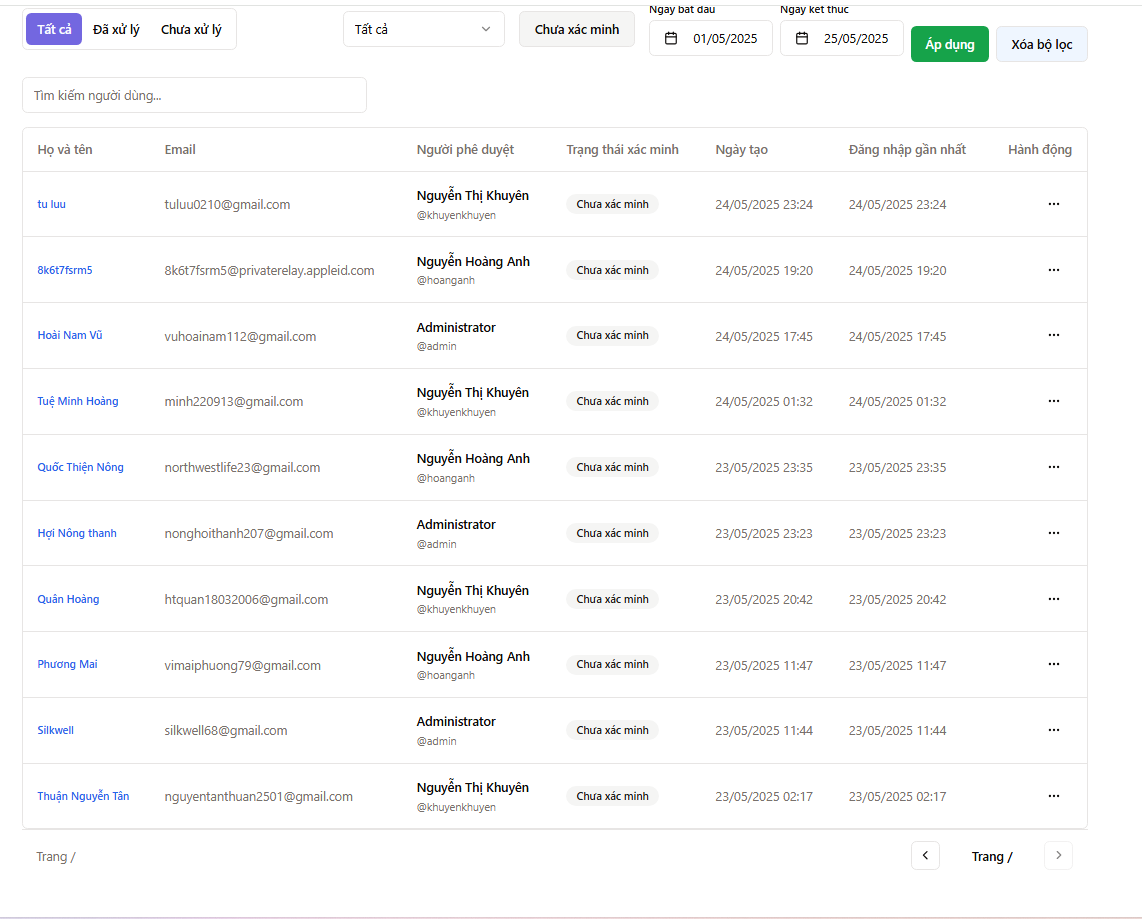 Tất cả Đã xử lý Chưa xử lý Tất cả Chưa xác minh
Ngày bắt đầu Ngày kết thúc
01/05/2025 25/05/2025 Áp dụng Xóa bộ lọc
Tìm kiếm người dùng...
Họ và tên Email Người phê duyệt Trạng thái xác minh Ngày tạo Đăng nhập gần nhất Hành động
tu luu tuluu0210@gmail.com Nguyễn Thị Khuyên Chưa xác minh 24/05/2025 23:24 24/05/2025 23:24 ...
@khuyenkhuyen
8k6t7fsrm5 8k6t7fsrm5@privaterelay.appleid.com Nguyễn Hoàng Anh Chưa xác minh 24/05/2025 19:20 24/05/2025 19:20 ...
@hoanganh
Hoài Nam Vũ vuhoainam112@gmail.com Administrator Chưa xác minh 24/05/2025 17:45 24/05/2025 17:45 ...
@admin
Tuệ Minh Hoàng minh220913@gmail.com Nguyễn Thị Khuyên Chưa xác minh 24/05/2025 01:32 24/05/2025 01:32 ...
@khuyenkhuyen
Quốc Thiện Nông northwestlife23@gmail.com Nguyễn Hoàng Anh Chưa xác minh 23/05/2025 23:35 23/05/2025 23:35 ...
@hoanganh
Hợi Nông thanh nonghoithanh207@gmail.com Administrator Chưa xác minh 23/05/2025 23:23 23/05/2025 23:23 ...
@admin
Quân Hoàng htquan18032006@gmail.com Nguyễn Thị Khuyên Chưa xác minh 23/05/2025 20:42 23/05/2025 20:42 ...
@khuyenkhuyen
Phương Mai vimaiphuong79@gmail.com Nguyễn Hoàng Anh Chưa xác minh 23/05/2025 11:47 23/05/2025 11:47 ...
@hoanganh
Silkwell silkwell68@gmail.com Administrator Chưa xác minh 23/05/2025 11:44 23/05/2025 11:44 ...
@admin
Thuận Nguyễn Tân nguyentanthuan2501@gmail.com Nguyễn Thị Khuyên Chưa xác minh 23/05/2025 02:17 23/05/2025 02:17 ...
@khuyenkhuyen
Trang / Trang /